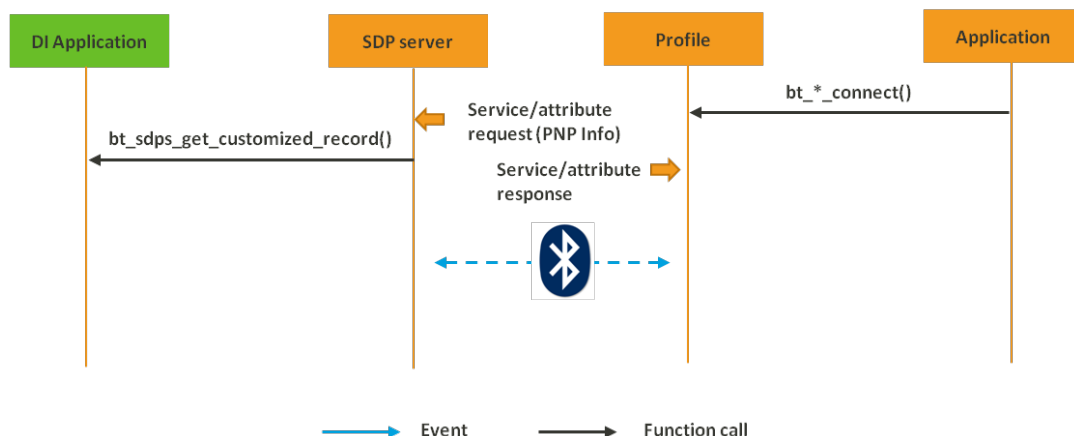 DI Application
SDP server
Profile
Application
bt_*_connect()
Service/attribute
request (PNP Info)
bt_sdps_get_customized_record()
Service/attribute
response
Event
Function call